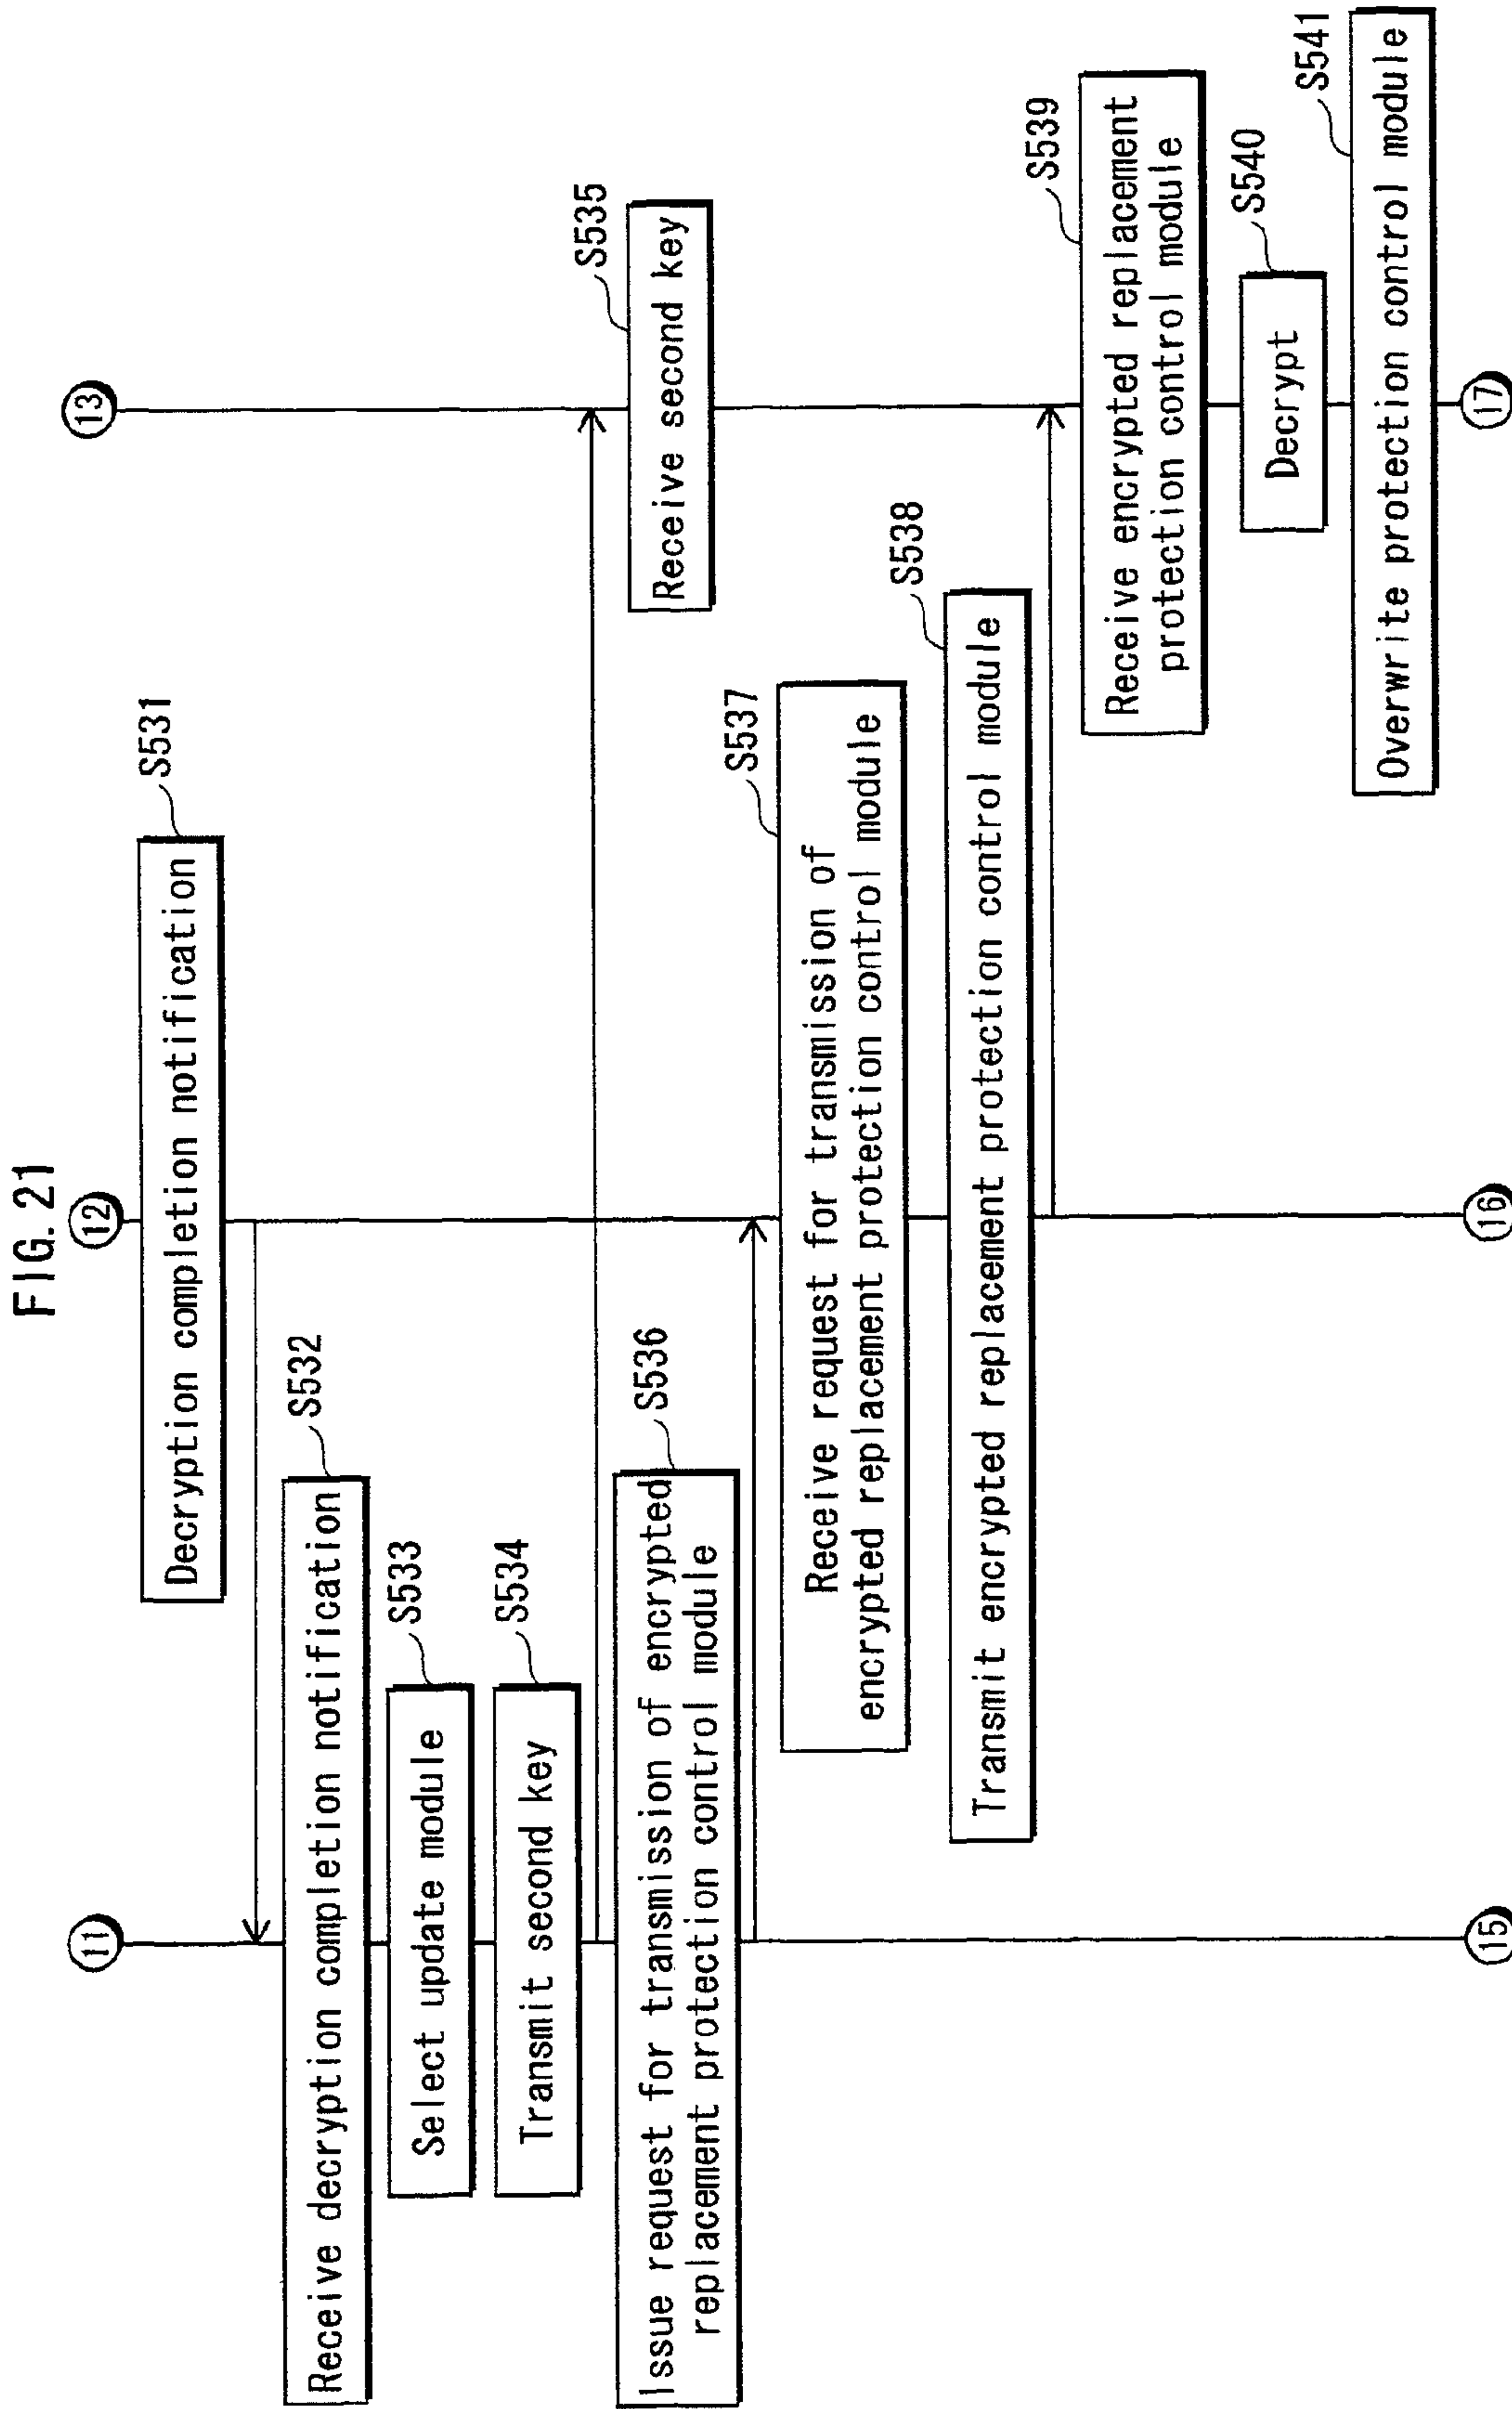 FIG. 21
12
11
13
S531
Decryption completion notification
S532
Receive decryption completion notification
S533
Select update module
S534
Transmit second key
S535
Receive second key
S536
Issue request for transmission of encrypted
replacement protection control module
S537
Receive request for transmission of
encrypted replacement protection control module
S538
Transmit encrypted replacement protection control module
S539
Receive encrypted replacement
protection control module
S540
Decrypt
S541
Overwrite protection control module
15
16
17